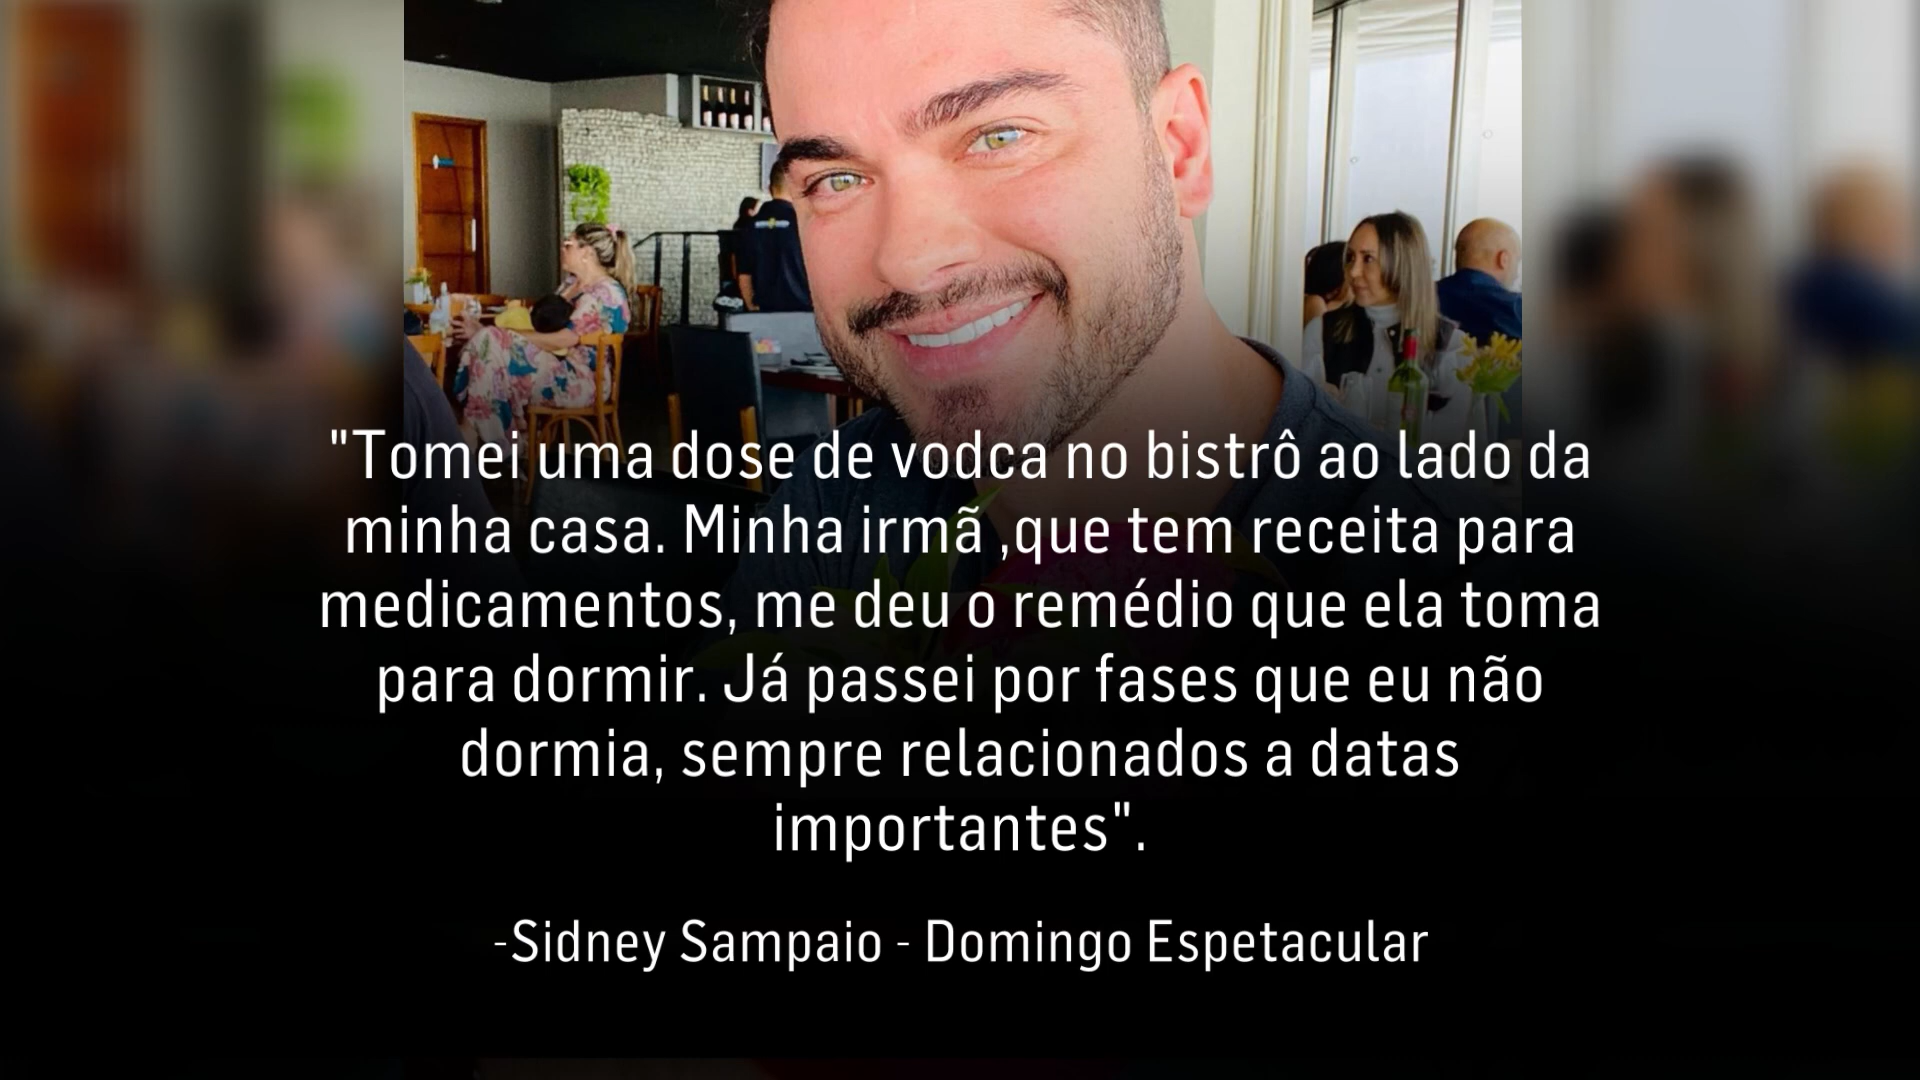 "Tomei uma dose de vodca no bistrô ao lado da
minha casa. Minha irmã ,que tem receita para
medicamentos, me deu o remédio que ela toma
para dormir. Já passei por fases que eu não
dormia, sempre relacionados a datas
importantes".
-Sidney Sampaio - Domingo Espetacular